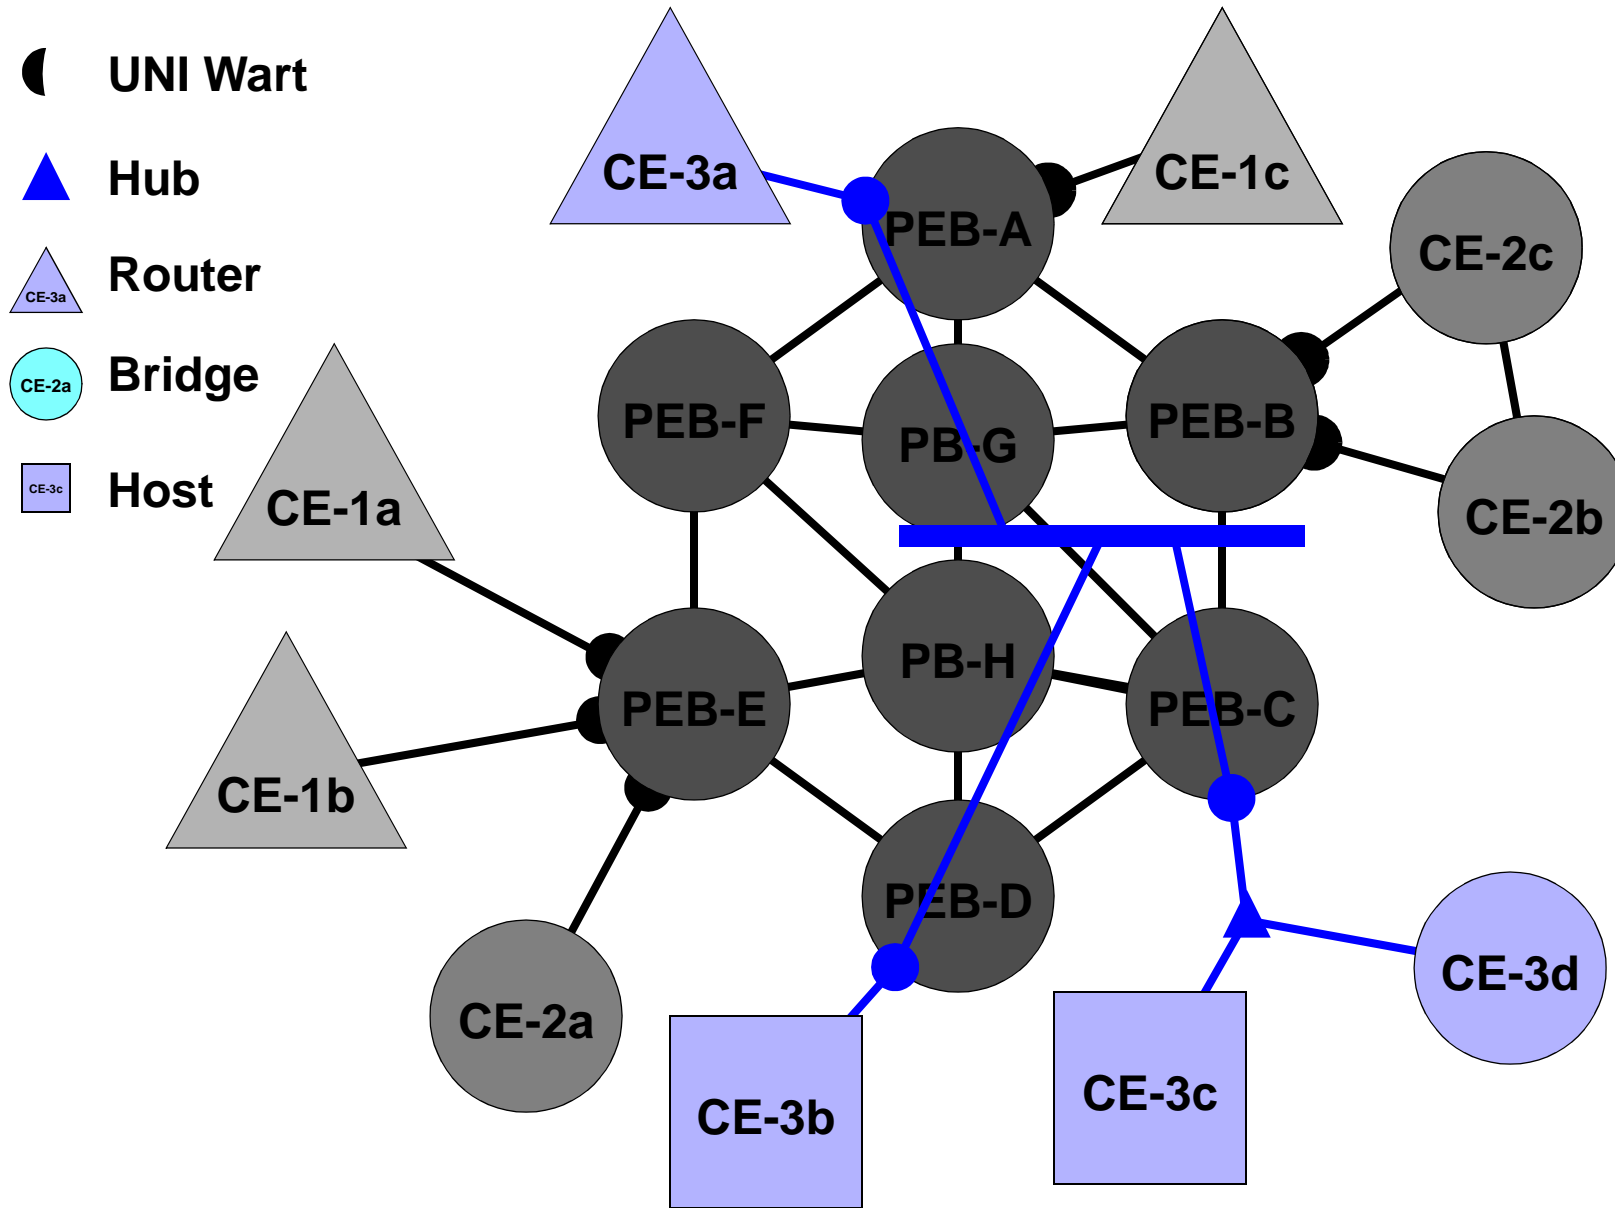 UNI Wart
Hub
CE-3a
Router
CE-2a
Bridge
CE-3c
Host
CE-3a
CE-1c
PEB-A
CE-2c
PEB-F
PB-G
PEB-B
CE-1a
CE-2b
PB-H
PEB-E
PEB-C
CE-1b
PEB-D
CE-3d
CE-2a
CE-3c
CE-3b